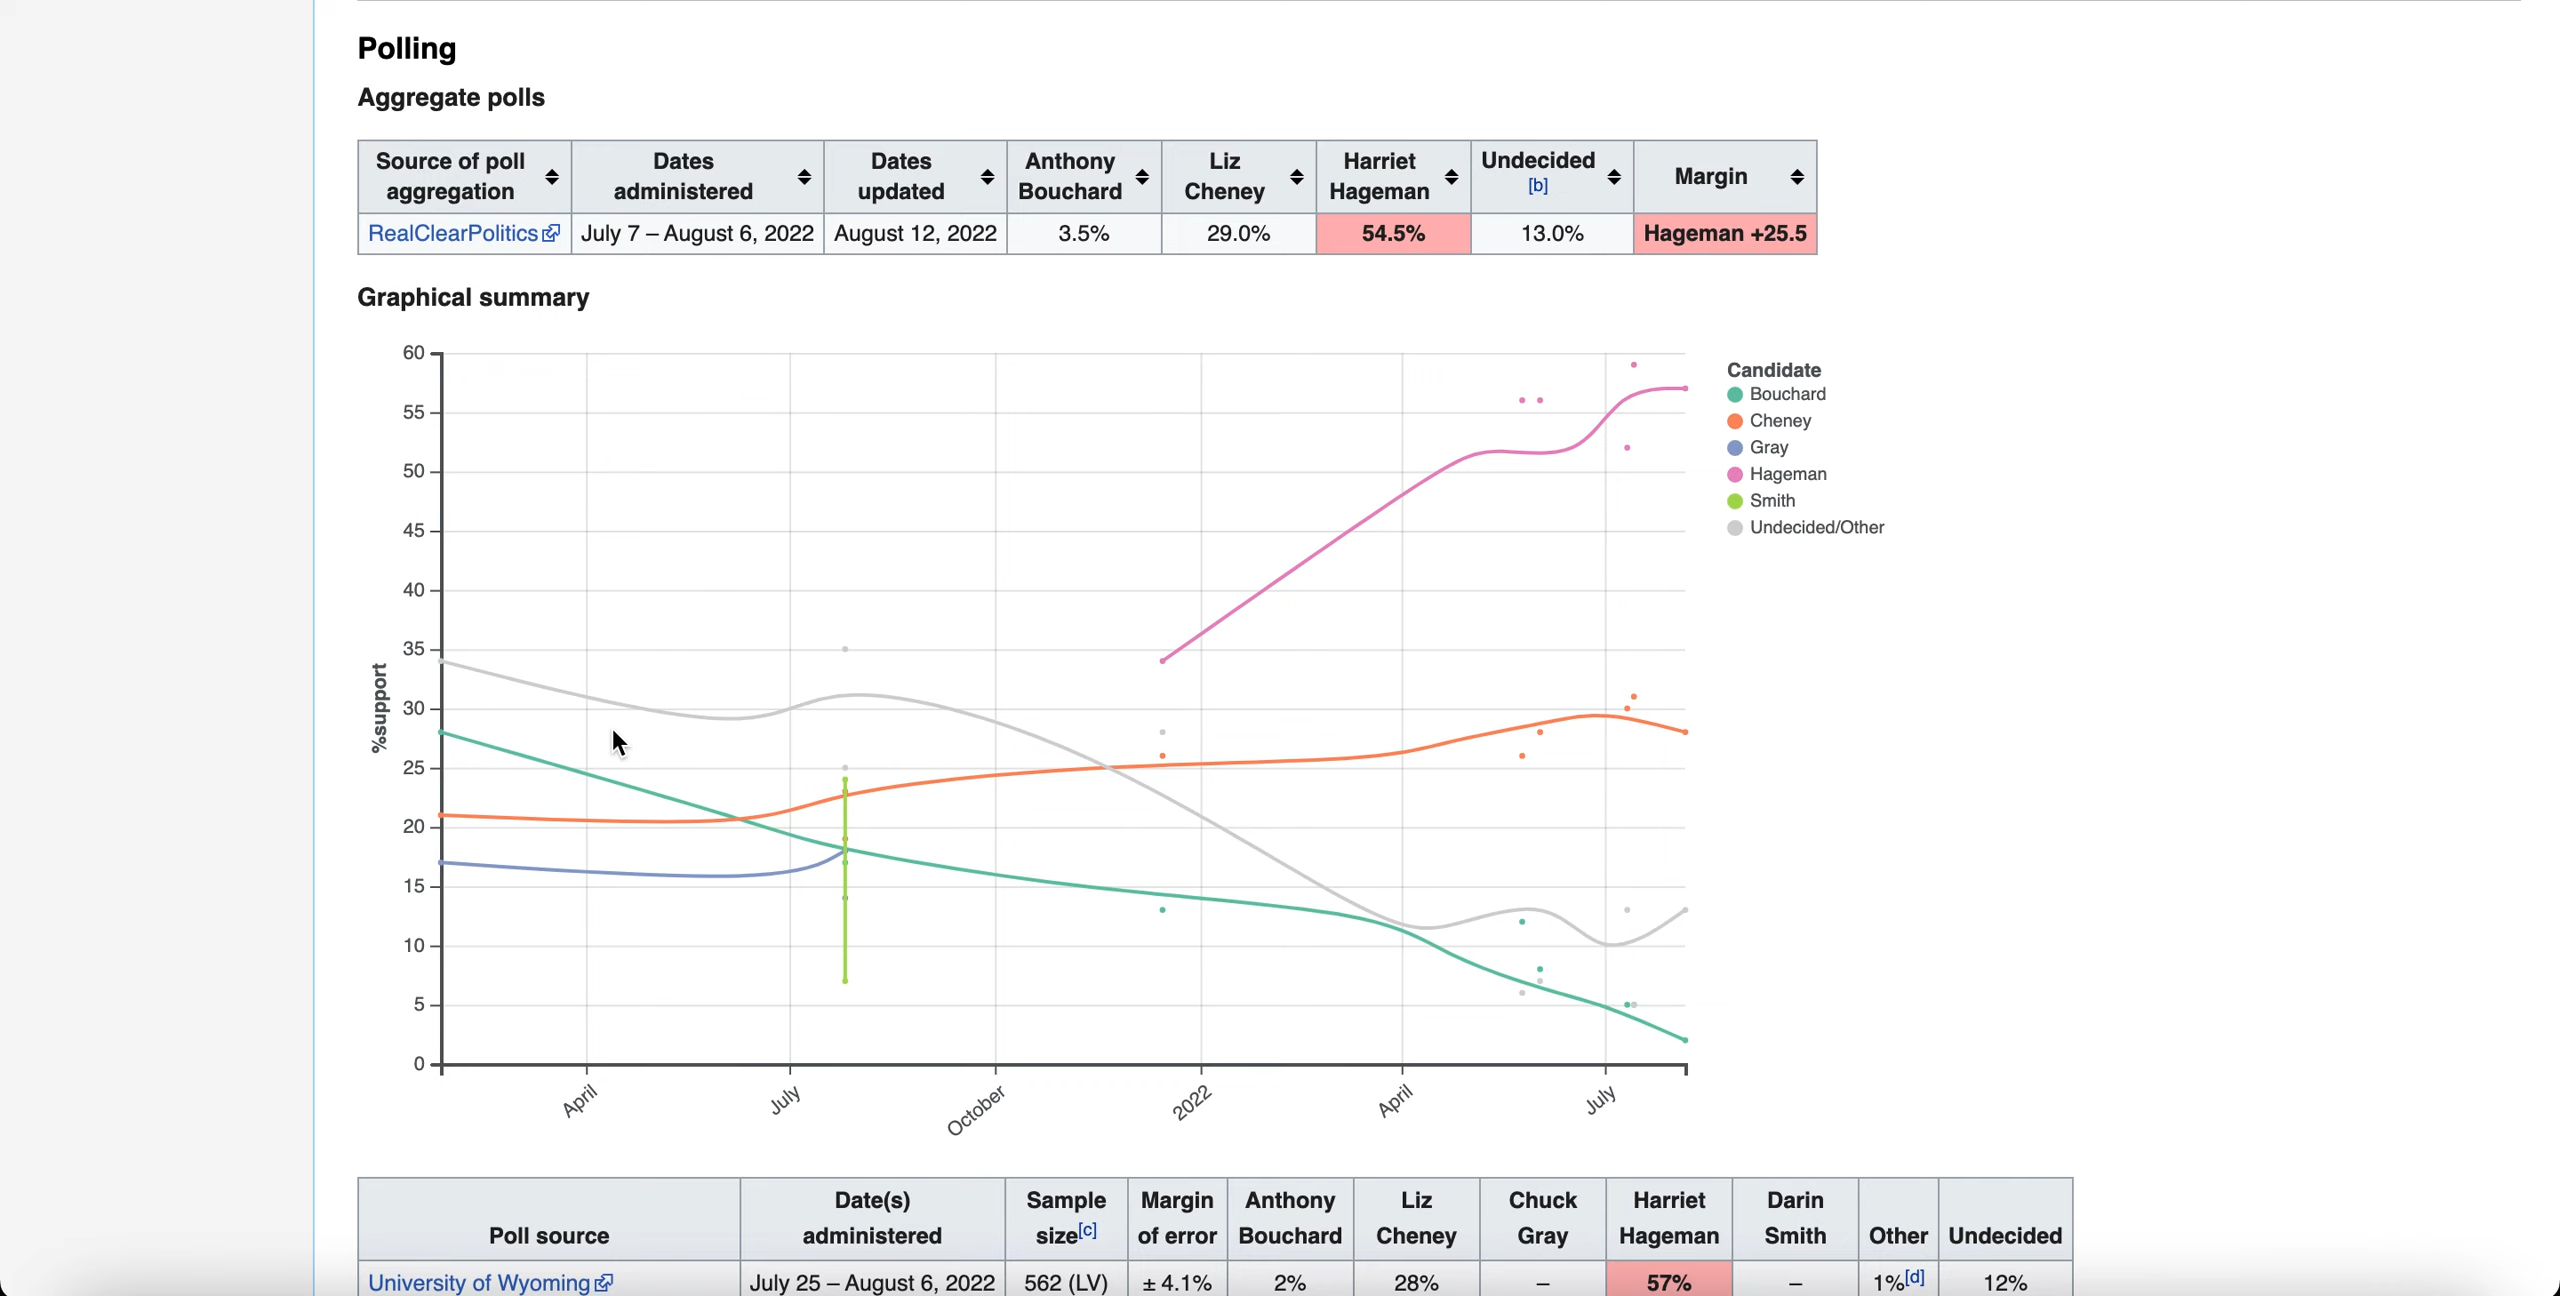 Polling
Aggregate polls
Source of poll aggregation Dates administered Dates updated Anthony Bouchard Liz Cheney Harriet Hageman Undecided [b] Margin
RealClearPolitics July 7 – August 6, 2022 August 12, 2022 3.5% 29.0% 54.5% 13.0% Hageman +25.5
Graphical summary
60
55
50
45
40
35
30
25
20
15
10
5
0
%support
April
July
October
2022
April
July
Candidate
Bouchard
Cheney
Gray
Hageman
Smith
Undecided/Other
Poll source Date(s) administered Sample size[c] Margin of error Anthony Bouchard Liz Cheney Chuck Gray Harriet Hageman Darin Smith Other Undecided
University of Wyoming July 25 – August 6, 2022 562 (LV) ± 4.1% 2% 28% – 57% – 1%[d] 12%